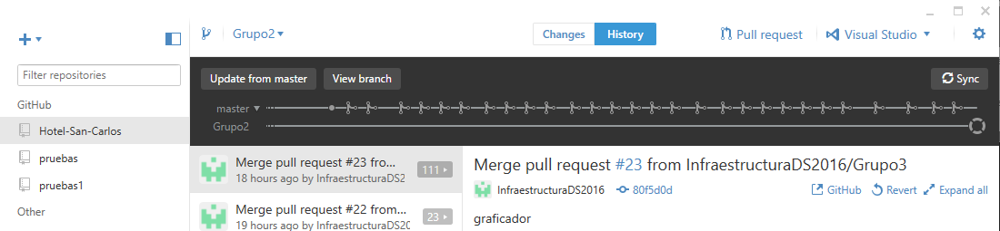 Grupo2
Changes
History
Pull request
Visual Studio
Filter repositories
GitHub
Hotel-San-Carlos
pruebas
pruebas1
Other
Update from master
View branch
Sync
master
Grupo2
Merge pull request #23 fro...
18 hours ago by InfraestructuraDS2
111
Merge pull request #22 from...
19 hours ago by InfraestructuraDS20
23
Merge pull request #23 from InfraestructuraDS2016/Grupo3
InfraestructuraDS2016
80f5d0d
GitHub
Revert
Expand all
graficador